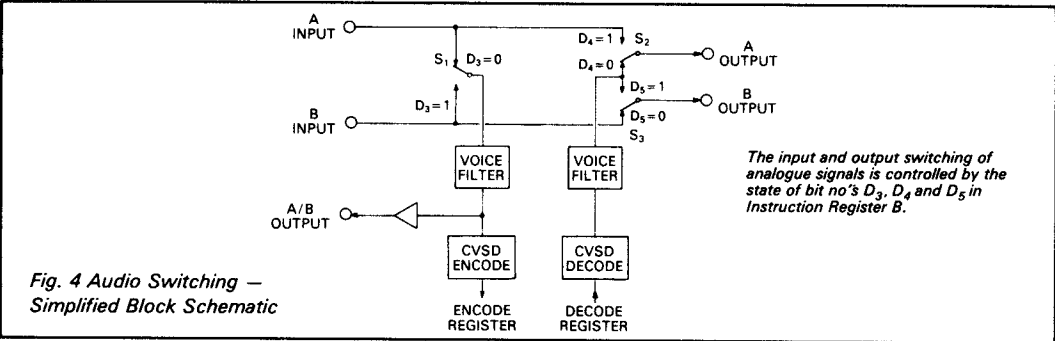 A
INPUT
D4=1
S2
A
OUTPUT
S1
D3=0
D4=0
D5=1
B
OUTPUT
D3=1
D5=0
B
INPUT
S3
VOICE
FILTER
VOICE
FILTER
The input and output switching of
analogue signals is controlled by the
state of bit no's D3, D4 and D5 in
Instruction Register B.
A/B
OUTPUT
CVSD
ENCODE
CVSD
DECODE
Fig. 4 Audio Switching —
Simplified Block Schematic
ENCODE
REGISTER
DECODE
REGISTER